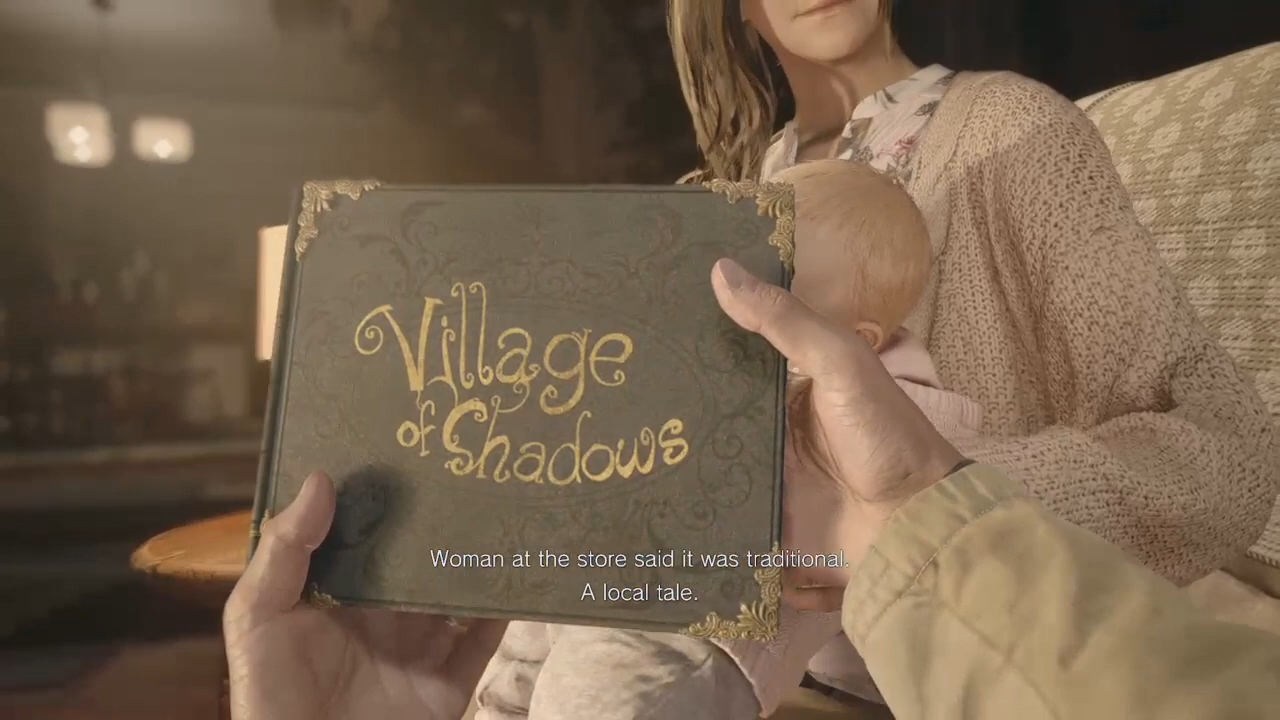 Village
of Shadows
Woman at the store said it was traditional.
A local tale.